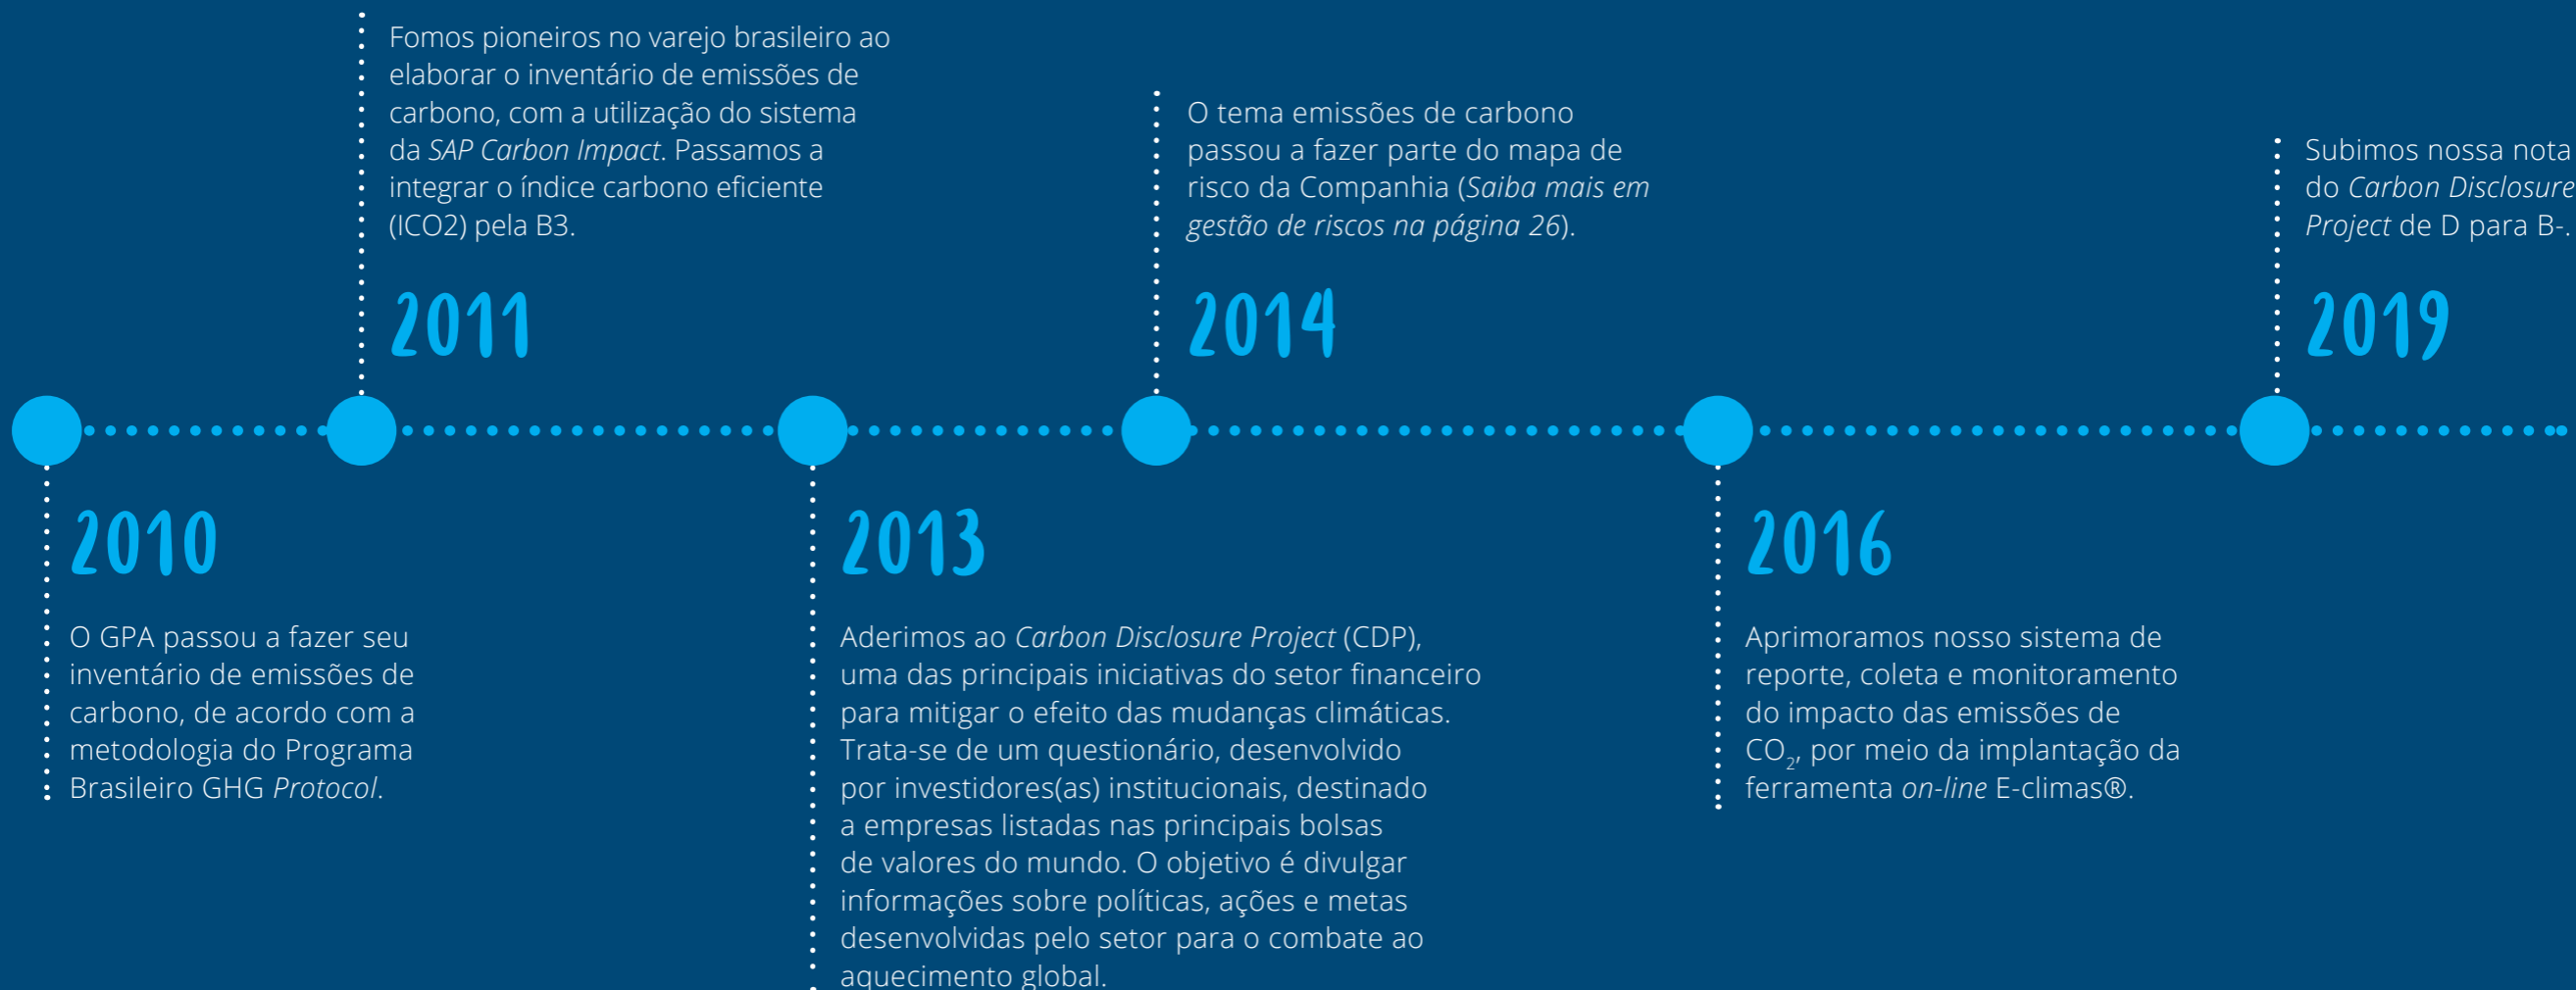 Fomos pioneiros no varejo brasileiro ao
elaborar o inventário de emissões de
carbono, com a utilização do sistema
da SAP Carbon Impact. Passamos a
integrar o índice carbono eficiente
(ICO2) pela B3.
2011
O tema emissões de carbono
passou a fazer parte do mapa de
risco da Companhia (Saiba mais em
gestão de riscos na página 26).
2014
Subimos nossa nota
do Carbon Disclosure
Project de D para B-.
2019
2010
O GPA passou a fazer seu
inventário de emissões de
carbono, de acordo com a
metodologia do Programa
Brasileiro GHG Protocol.
2013
Aderimos ao Carbon Disclosure Project (CDP),
uma das principais iniciativas do setor financeiro
para mitigar o efeito das mudanças climáticas.
Trata-se de um questionário, desenvolvido
por investidores(as) institucionais, destinado
a empresas listadas nas principais bolsas
de valores do mundo. O objetivo é divulgar
informações sobre políticas, ações e metas
desenvolvidas pelo setor para o combate ao
aquecimento global.
2016
Aprimoramos nosso sistema de
reporte, coleta e monitoramento
do impacto das emissões de
CO₂, por meio da implantação da
ferramenta on-line E-climas®.